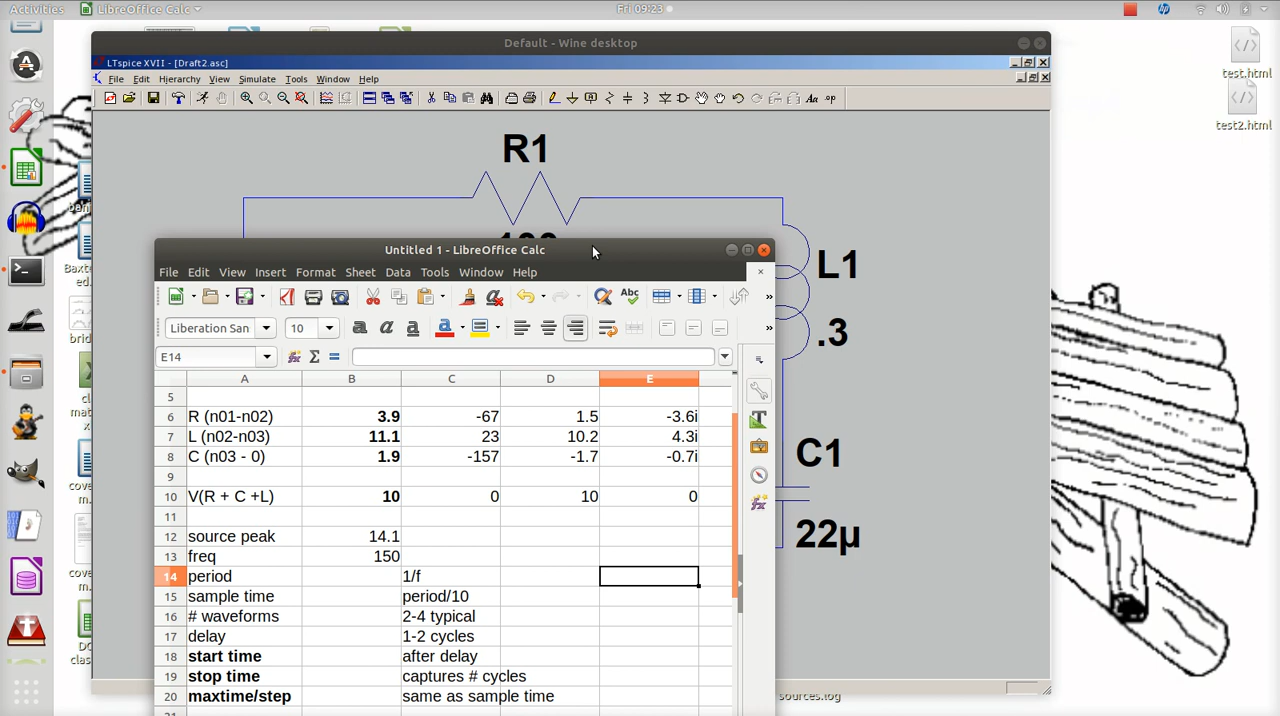 Activities LibreOffice Calc Fri 09:23
Default - Wine desktop
LTspice XVII - [Draft2.asc]
File Edit Hierarchy View Simulate Tools Window Help
test.html
test2.html
R1
L1
.3
C1
22µ
Untitled 1 - LibreOffice Calc
File Edit View Insert Format Sheet Data Tools Window Help
Liberation San 10
E14
A B C D E
5
6 R (n01-n02) 3.9 -67 1.5 -3.6i
7 L (n02-n03) 11.1 23 10.2 4.3i
8 C (n03 - 0) 1.9 -157 -1.7 -0.7i
9
10 V(R + C +L) 10 0 10 0
11
12 source peak 14.1
13 freq 150
14 period 1/f
15 sample time period/10
16 # waveforms 2-4 typical
17 delay 1-2 cycles
18 start time after delay
19 stop time captures # cycles
20 maxtime/step same as sample time
sources.log